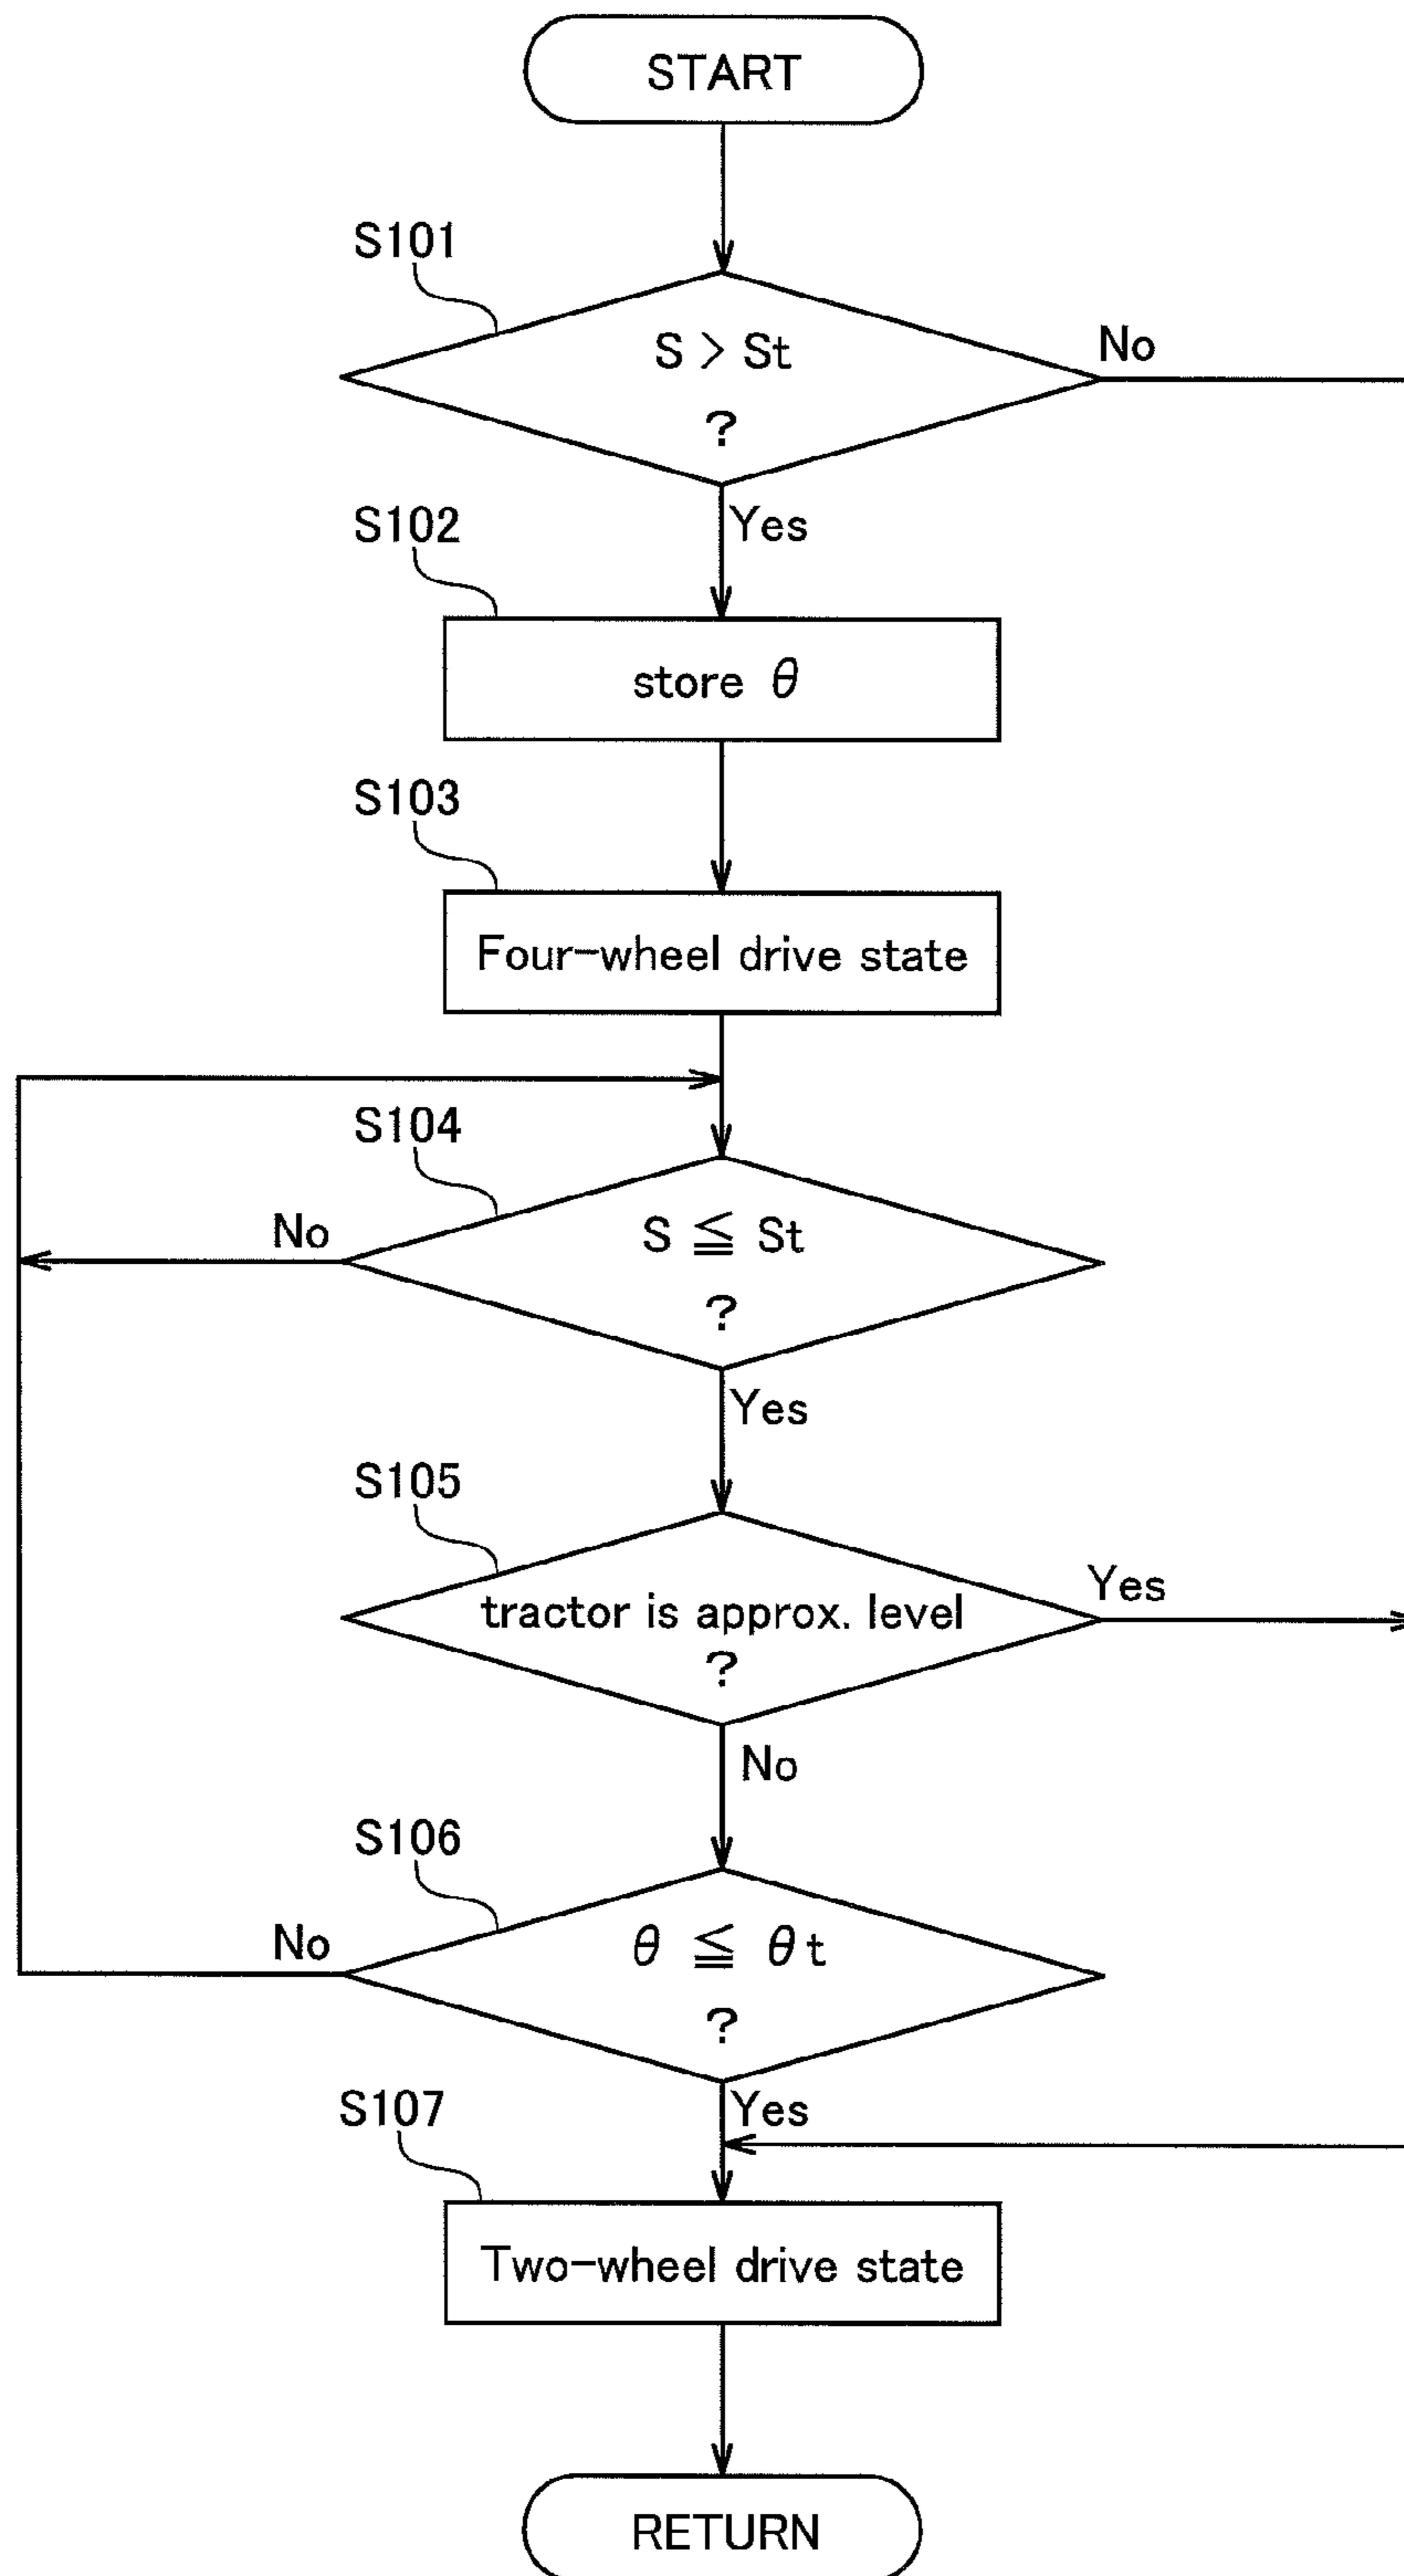 START
S101
S > St
?
No
Yes
S102
store θ
S103
Four-wheel drive state
S104
No
S ≦ St
?
Yes
S105
tractor is approx. level
?
Yes
No
S106
No
θ ≦ θt
?
Yes
S107
Two-wheel drive state
RETURN